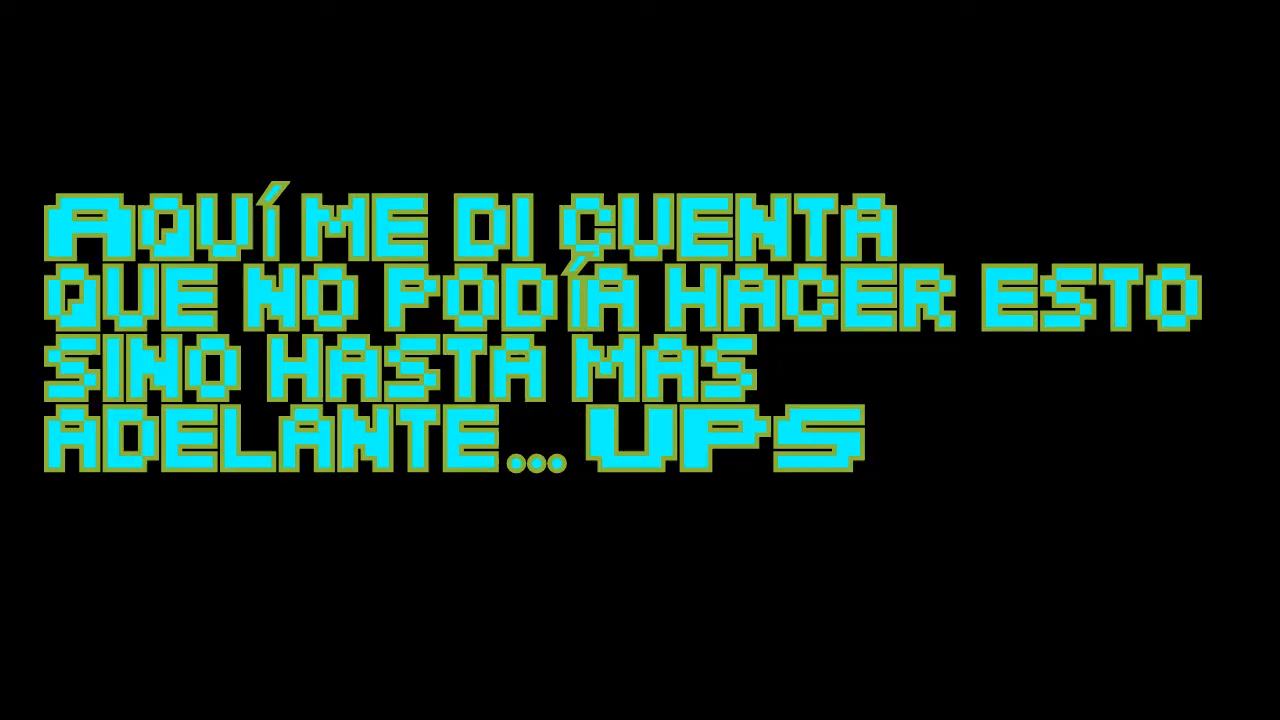 Aquí me di cuenta
que no podía hacer esto
sino hasta mas
adelante... UPS